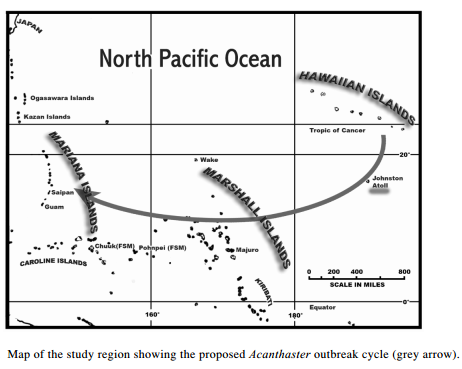 JAPAN
North Pacific Ocean
HAWAIIAN ISLANDS
Ogasawara Islands
Kazan Islands
Tropic of Cancer
MARIANA ISLANDS
Wake
20°
MARSHALL ISLANDS
Johnston
Atoll
Saipan
Guam
Chuuk(FSM)
Pohnpei (FSM)
Majuro
CAROLINE ISLANDS
KIRIBATI
0 200 400 800
SCALE IN MILES
Equator
0°
160°
180°
Map of the study region showing the proposed Acanthaster outbreak cycle (grey arrow).